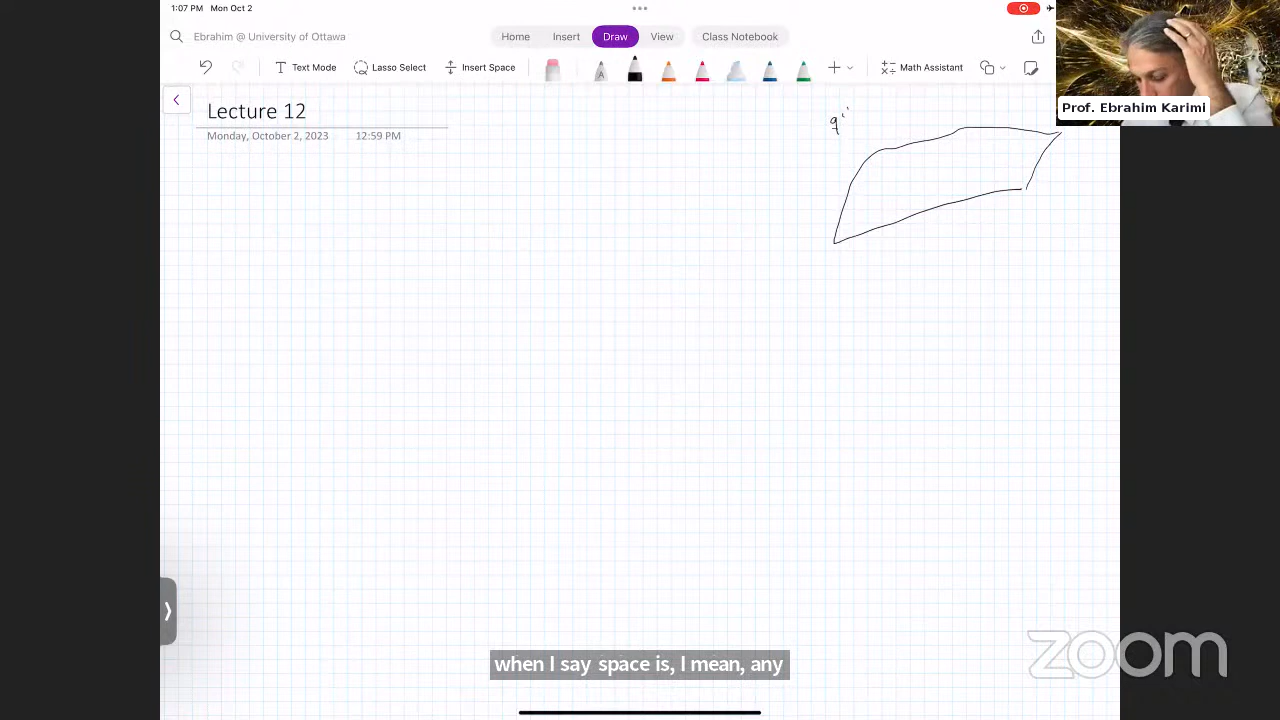 1:07 PM Mon Oct 2
Ebrahim @ University of Ottawa
Home Insert Draw View Class Notebook
Text Mode Lasso Select Insert Space Math Assistant
Lecture 12
Monday, October 2, 2023 12:59 PM
qⁱ
Prof. Ebrahim Karimi
when I say space is, I mean, any
zoom